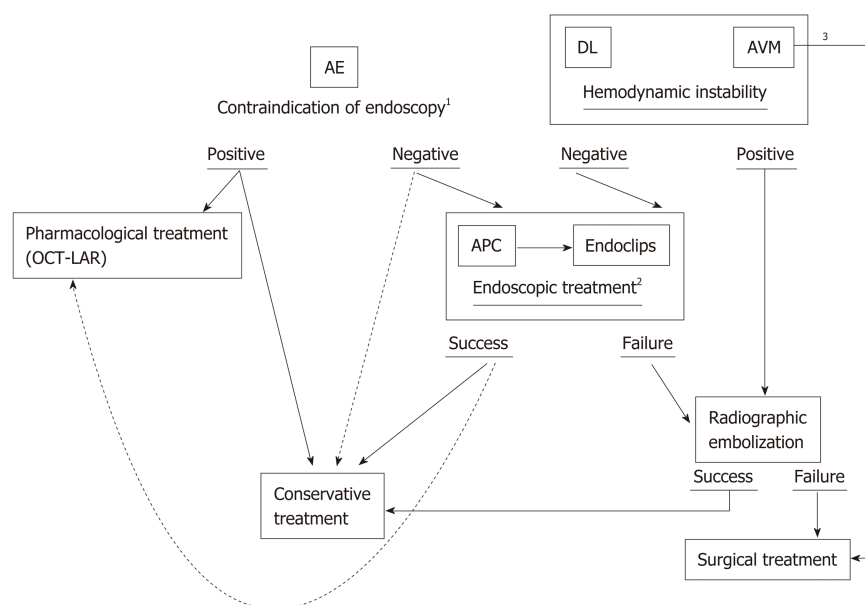 AE
Contraindication of endoscopy1
DL
AVM
3
Hemodynamic instability
Positive
Negative
Negative
Positive
Pharmacological treatment
(OCT-LAR)
APC
Endoclips
Endoscopic treatment2
Success
Failure
Radiographic
embolization
Success
Failure
Conservative
treatment
Surgical treatment